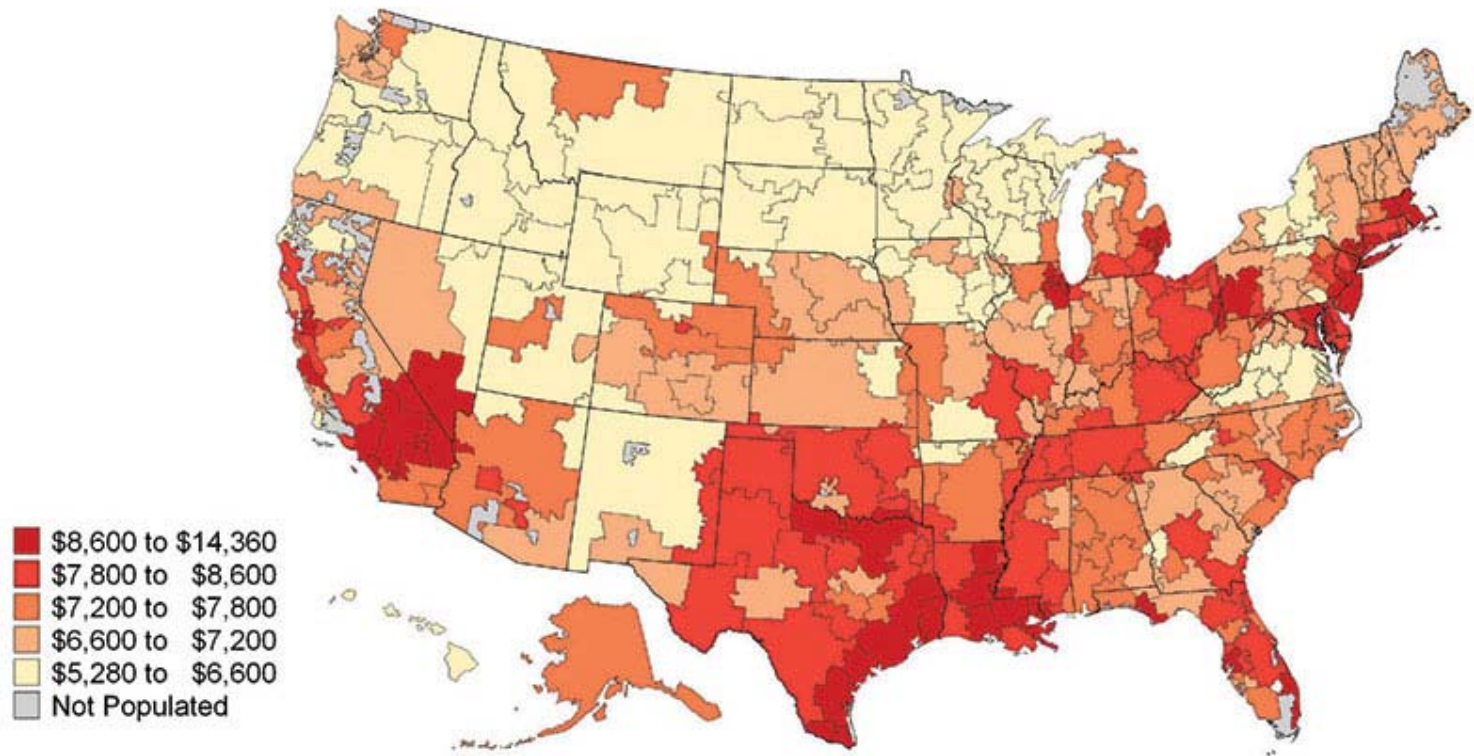 $8,600 to $14,360
$7,800 to $8,600
$7,200 to $7,800
$6,600 to $7,200
$5,280 to $6,600
Not Populated